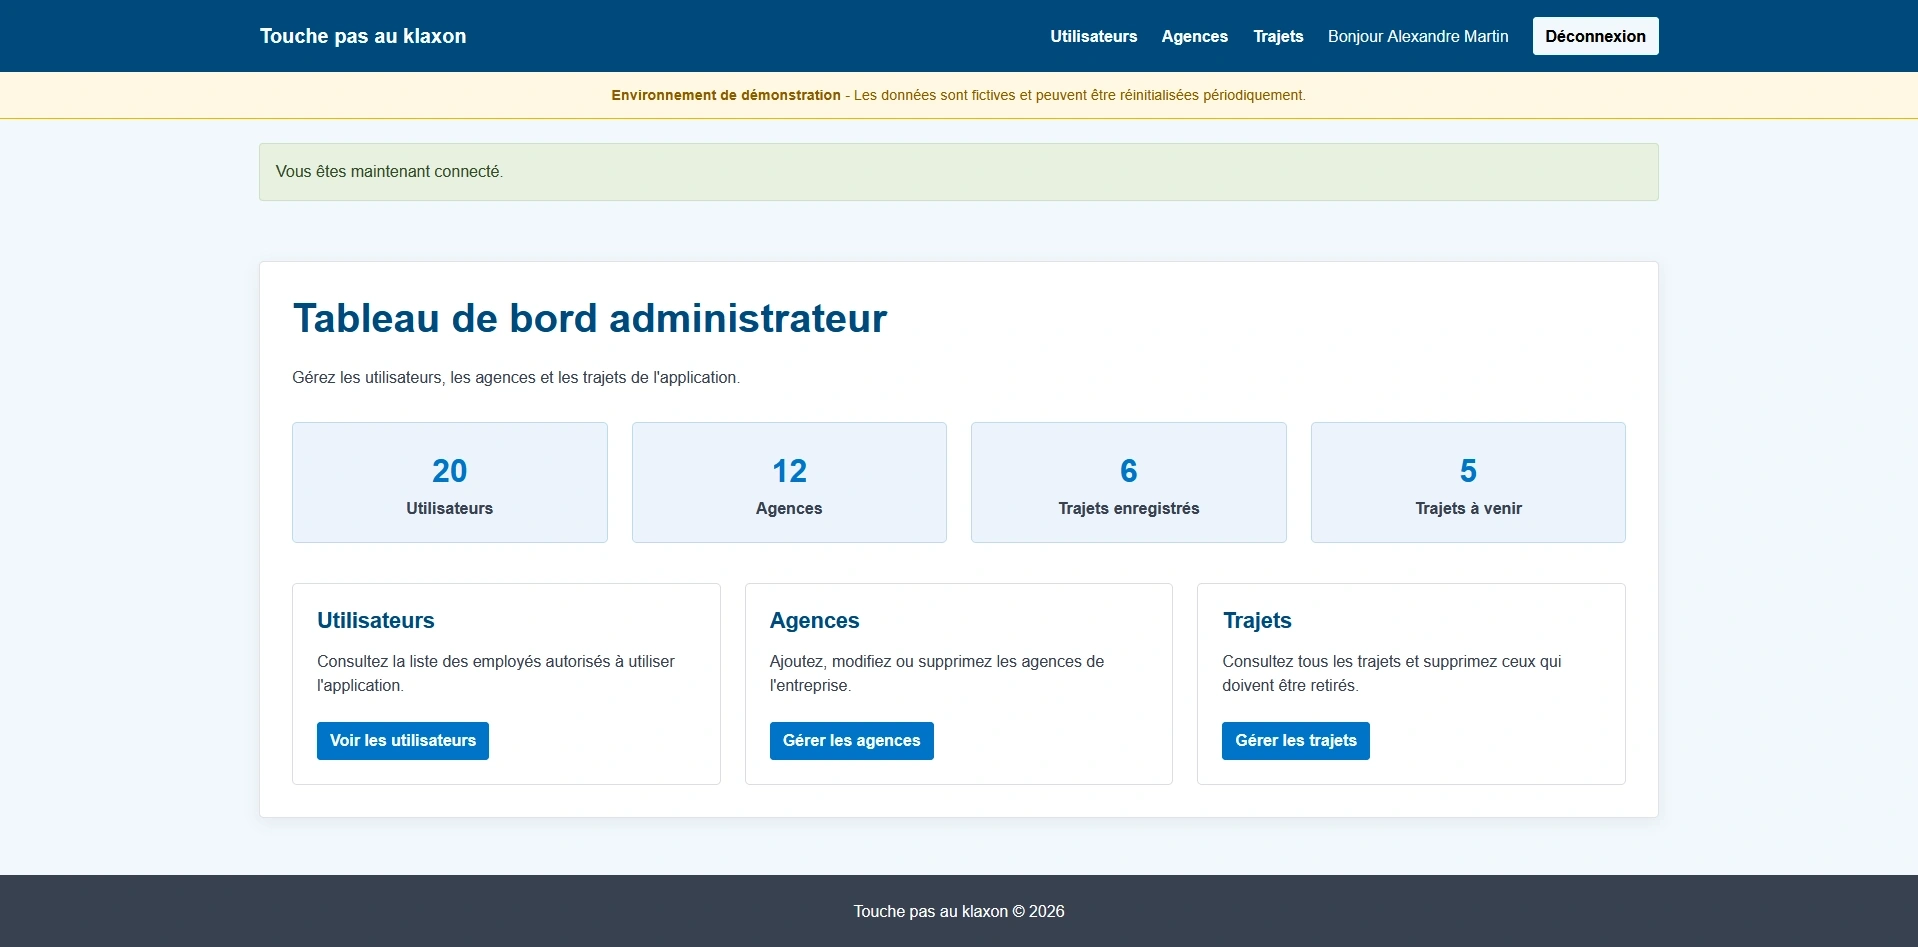 Touche pas au klaxon
Utilisateurs Agences Trajets Bonjour Alexandre Martin Déconnexion
Environnement de démonstration - Les données sont fictives et peuvent être réinitialisées périodiquement.
Vous êtes maintenant connecté.
Tableau de bord administrateur
Gérez les utilisateurs, les agences et les trajets de l'application.
20
Utilisateurs
12
Agences
6
Trajets enregistrés
5
Trajets à venir
Utilisateurs
Consultez la liste des employés autorisés à utiliser
l'application.
Voir les utilisateurs
Agences
Ajoutez, modifiez ou supprimez les agences de
l'entreprise.
Gérer les agences
Trajets
Consultez tous les trajets et supprimez ceux qui
doivent être retirés.
Gérer les trajets
Touche pas au klaxon © 2026